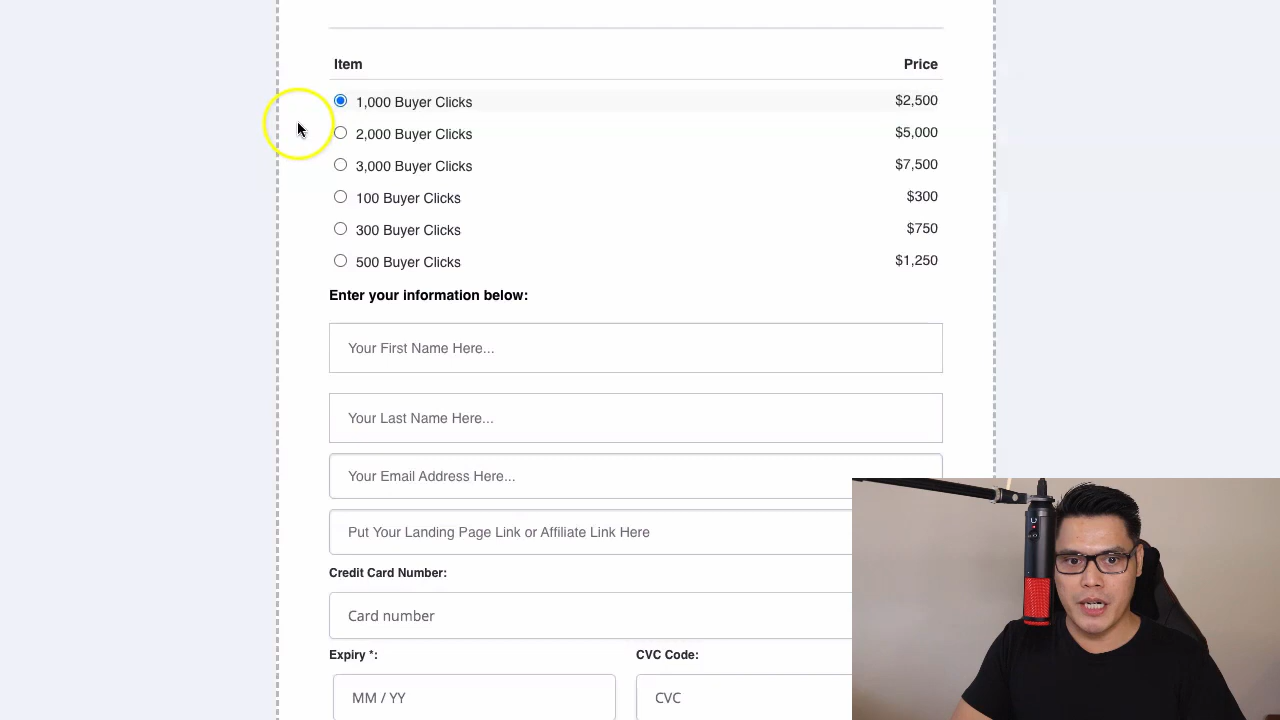 Item Price
1,000 Buyer Clicks $2,500
2,000 Buyer Clicks $5,000
3,000 Buyer Clicks $7,500
100 Buyer Clicks $300
300 Buyer Clicks $750
500 Buyer Clicks $1,250
Enter your information below:
Your First Name Here...
Your Last Name Here...
Your Email Address Here...
Put Your Landing Page Link or Affiliate Link Here
Credit Card Number:
Card number
Expiry *: CVC Code:
MM / YY CVC